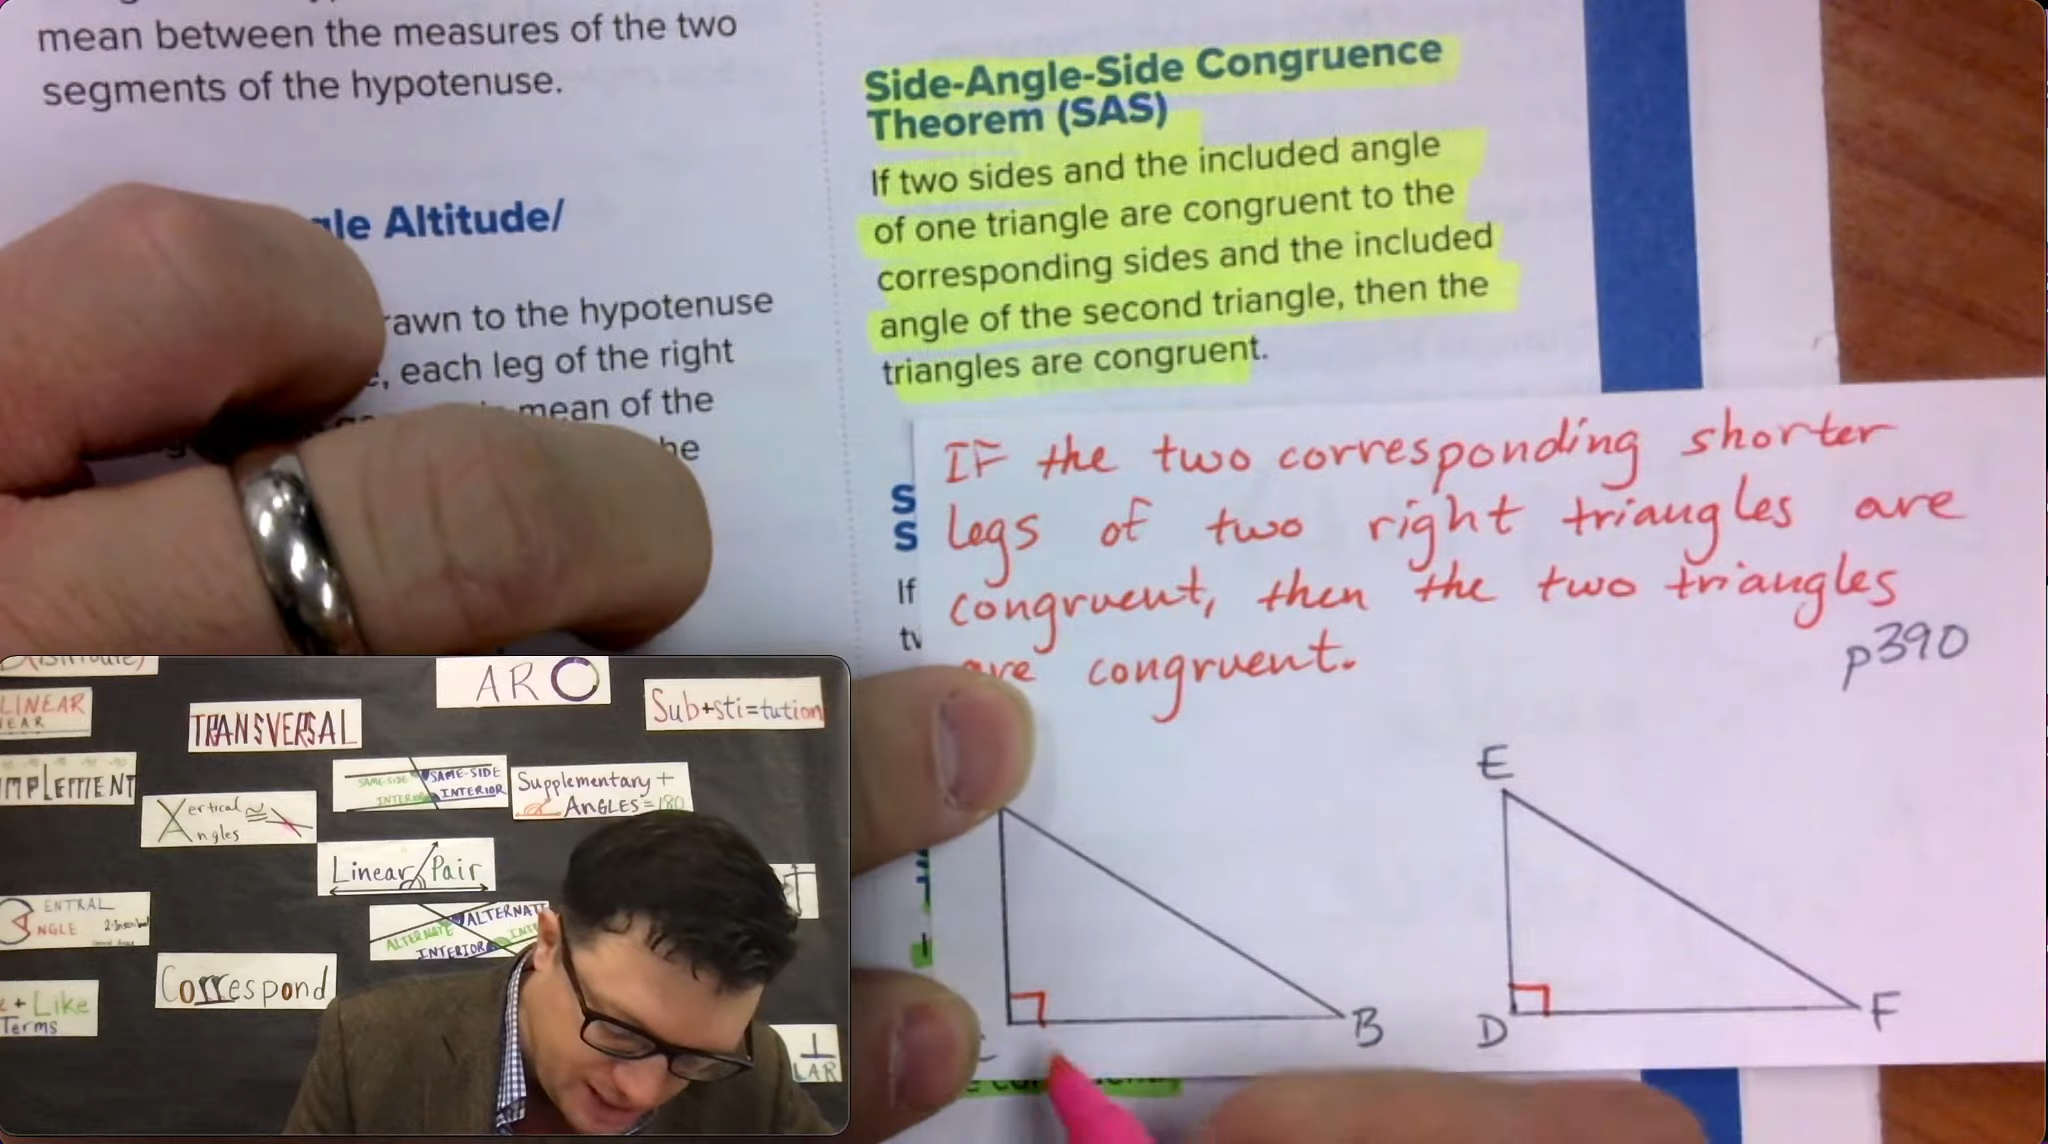 mean between the measures of the two
segments of the hypotenuse.
Altitude/
to the hypotenuse
each leg of the right
mean of the
Side-Angle-Side Congruence
Theorem (SAS)
If two sides and the included angle
of one triangle are congruent to the
corresponding sides and the included
angle of the second triangle, then the
triangles are congruent.
S
S
If
IF the two corresponding shorter
legs of two right triangles are
congruent, then the two triangles
are congruent.
p390
B
E
D
F
ARC
LINEAR
TRANSVERSAL
Sub+sti=tution
SAME-SIDE
INTERIOR
SAME-SIDE
INTERIOR
Supplementary +
ANGLES = 180
Vertical
Angles
≅
Linear Pair
ALTERNATE
INTERIOR
Correspond
+ Like
Terms
LAR